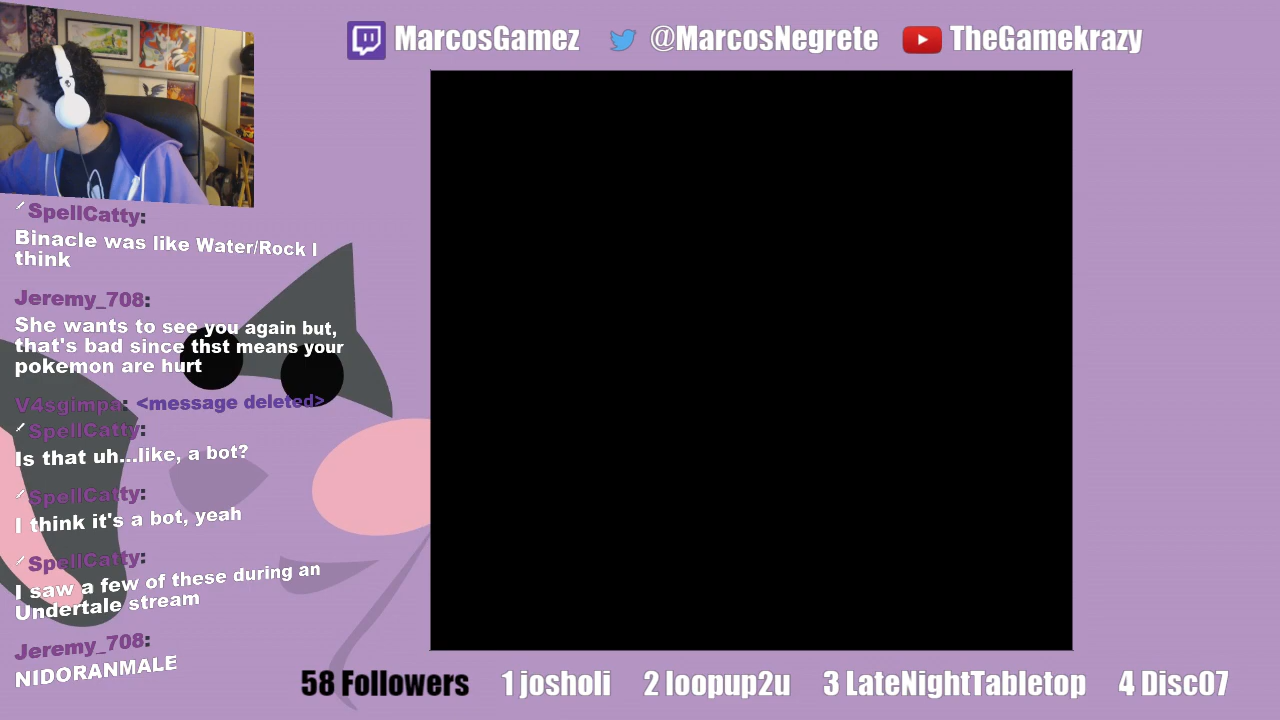 MarcosGamez @MarcosNegrete TheGamekrazy
SpellCatty:
Binacle was like Water/Rock I
think
Jeremy_708:
She wants to see you again but,
that's bad since thst means your
pokemon are hurt
V4sgimpa: <message deleted>
SpellCatty:
Is that uh...like, a bot?
SpellCatty:
I think it's a bot, yeah
SpellCatty:
I saw a few of these during an
Undertale stream
Jeremy_708:
NIDORANMALE
58 Followers 1 josholi 2 loopup2u 3 LateNightTabletop 4 Disc07